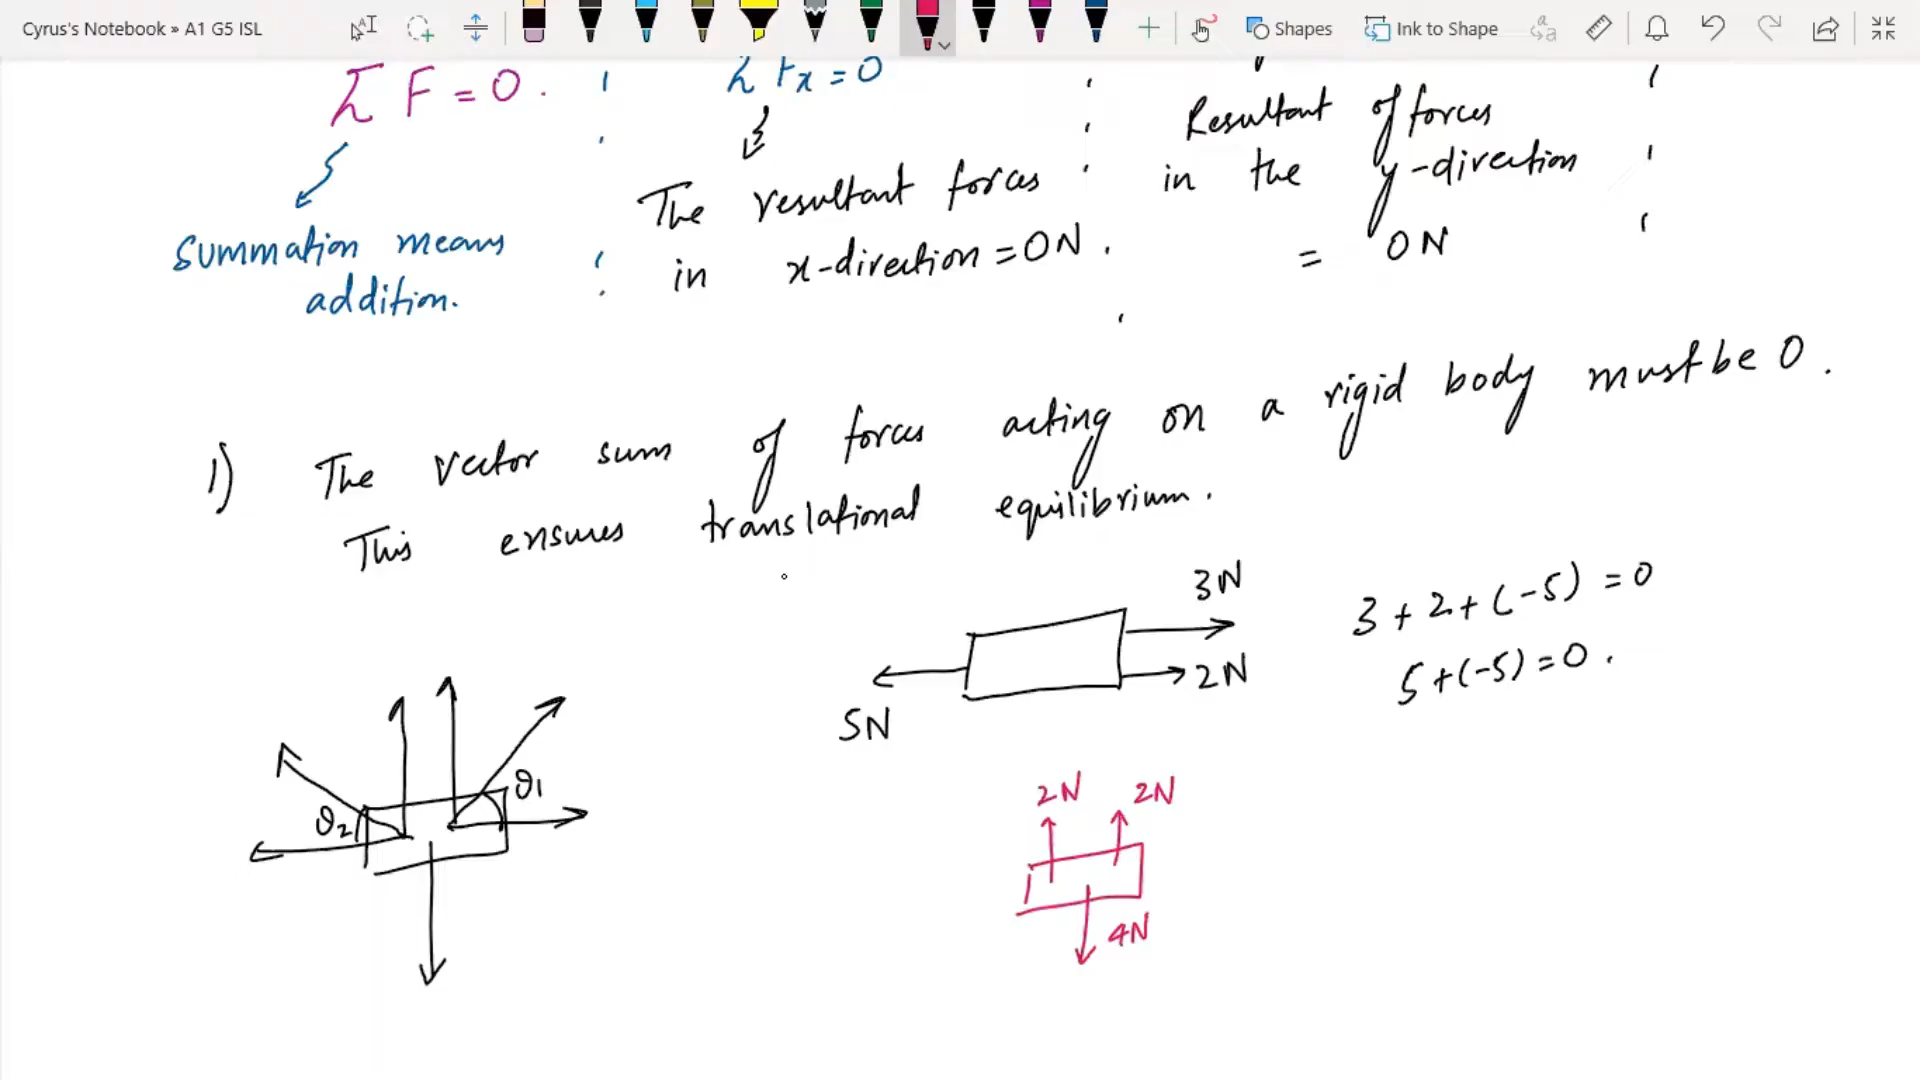 Cyrus's Notebook » A1 G5 ISL
Shapes
Ink to Shape
Σ F = 0 .
Σ Fx = 0
Summation means
addition.
The resultant forces
in x-direction = 0N .
Resultant of forces
in the y-direction
= 0N
1) The vector sum of forces acting on a rigid body must be 0 .
This ensures translational equilibrium .
3N
2N
5N
3 + 2 + (-5) = 0
5 + (-5) = 0 .
θ1
θ2
2N 2N
4N